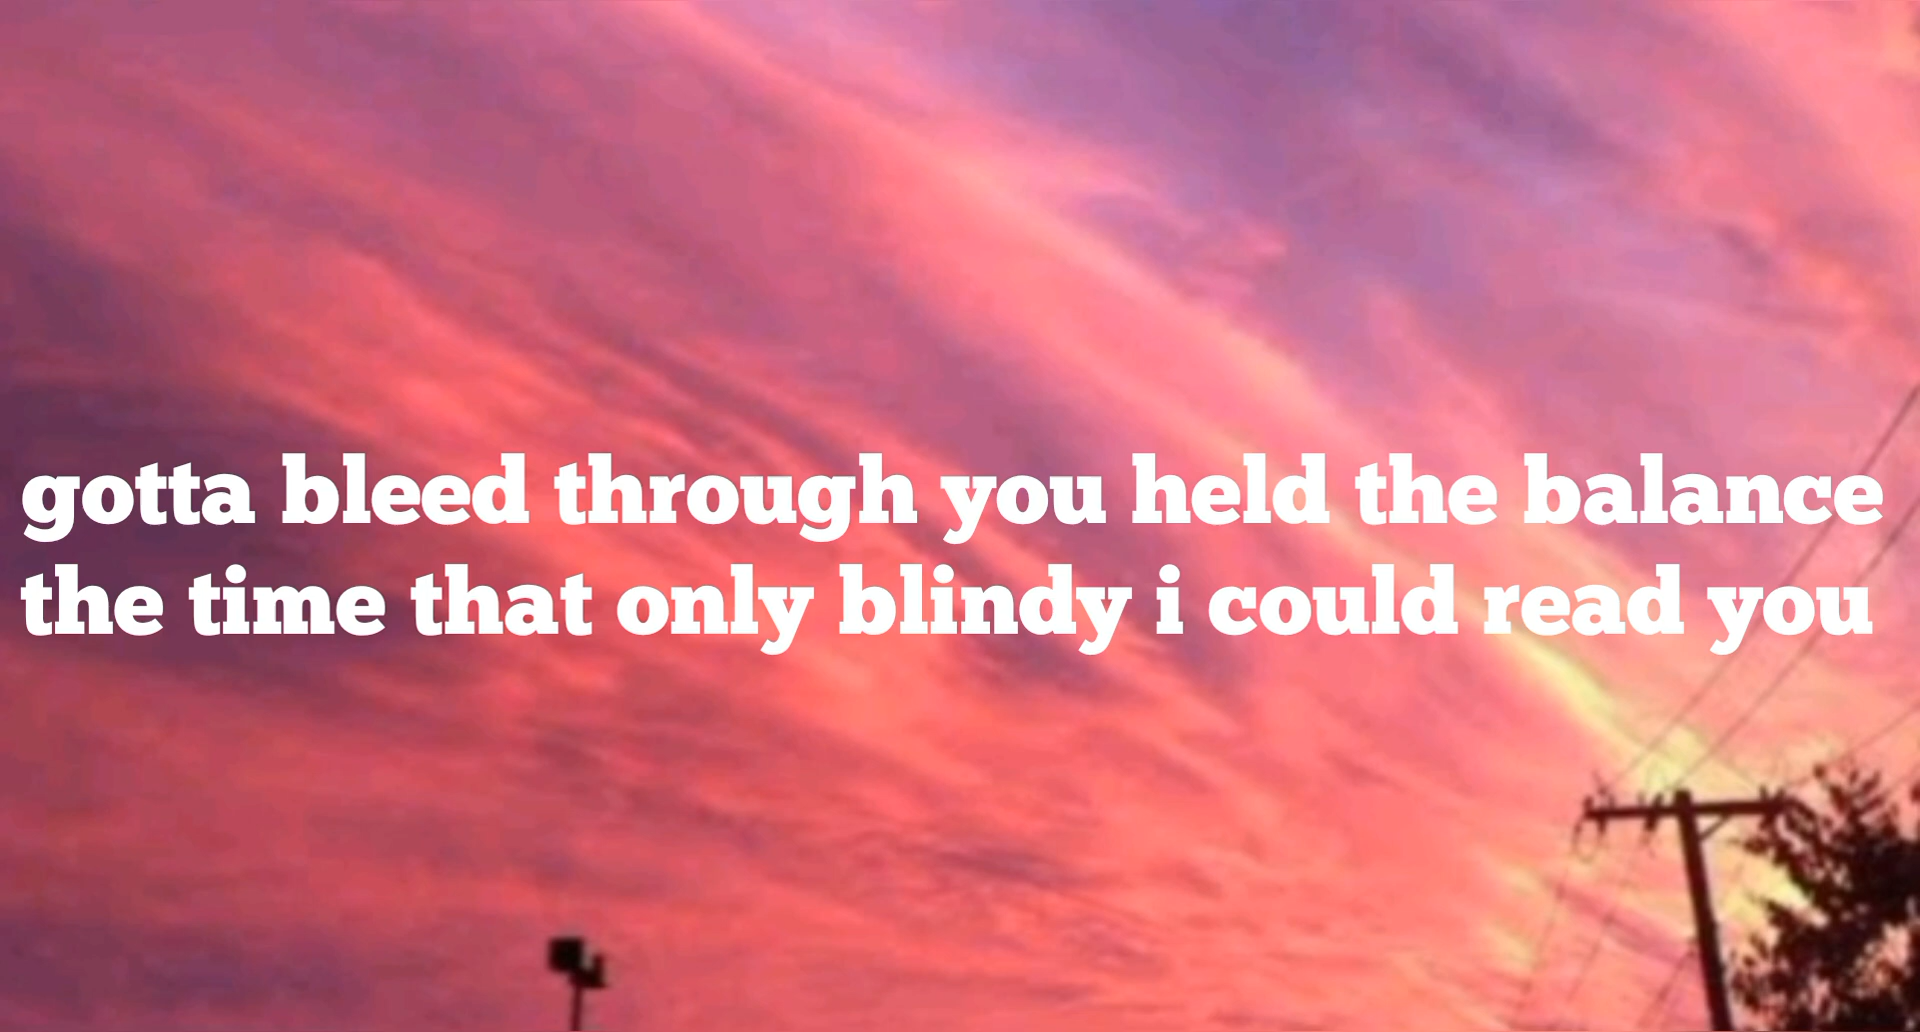 gotta bleed through you held the balance
the time that only blindy i could read you